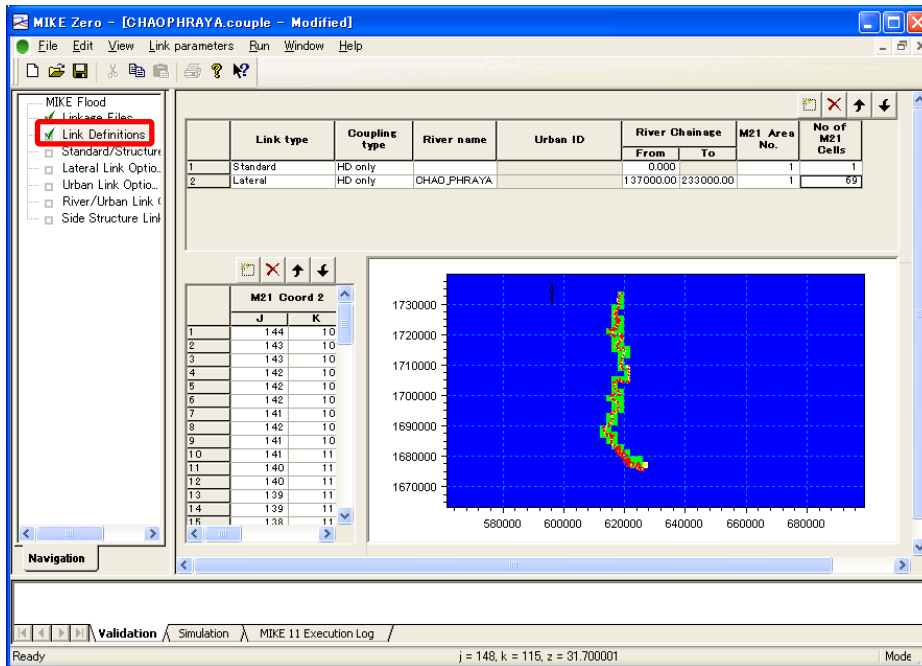 MIKE Zero - [CHAOPHRAYA.couple - Modified]
File Edit View Link parameters Run Window Help
MIKE Flood
Linkage Files
Link Definitions
Standard/Structure
Lateral Link Optio..
Urban Link Optio...
River/Urban Link (
Side Structure Link
Navigation
Link type Coupling type River name Urban ID River Chainage M21 Area No. No of M21 Cells
From To
1 Standard HD only 0.000 1 1
2 Lateral HD only CHAO_PHRAYA 137000.00 233000.00 1 69
M21 Coord 2
J K
1 144 10
2 143 10
3 143 10
4 142 10
5 142 10
6 142 10
7 141 10
8 142 10
9 141 10
10 141 11
11 140 11
12 140 11
13 139 11
14 139 11
15 138 11
1730000
1720000
1710000
1700000
1690000
1680000
1670000
580000 600000 620000 640000 660000 680000
Validation Simulation MIKE 11 Execution Log
Ready j = 148, k = 115, z = 31.700001 Mode